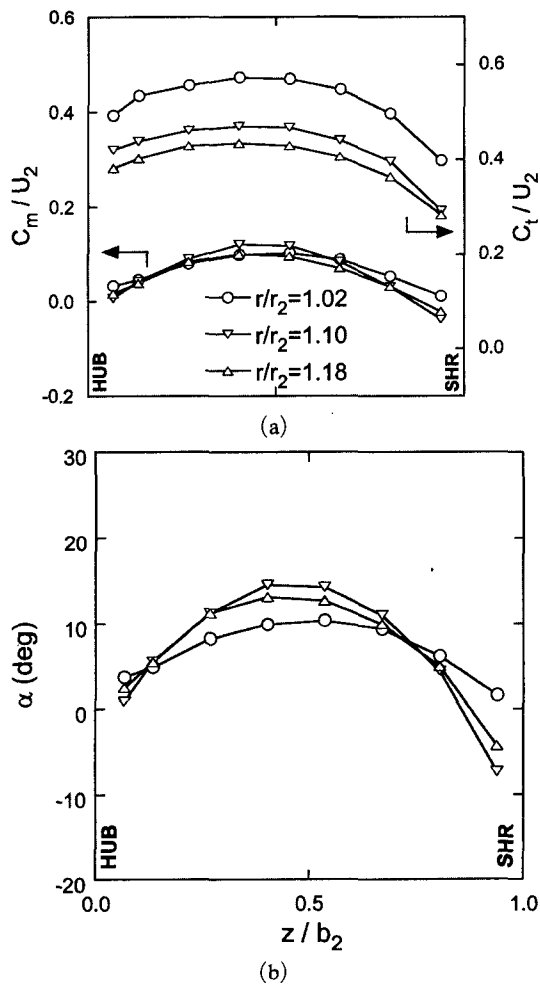 0.6
0.4
0.2
0.0
-0.2
C_m / U_2
0.6
0.4
0.2
0.0
C_t / U_2
r/r_2=1.02
r/r_2=1.10
r/r_2=1.18
HUB
SHR
(a)
30
20
10
0
-10
-20
α (deg)
HUB
SHR
0.0
0.5
1.0
z / b_2
(b)